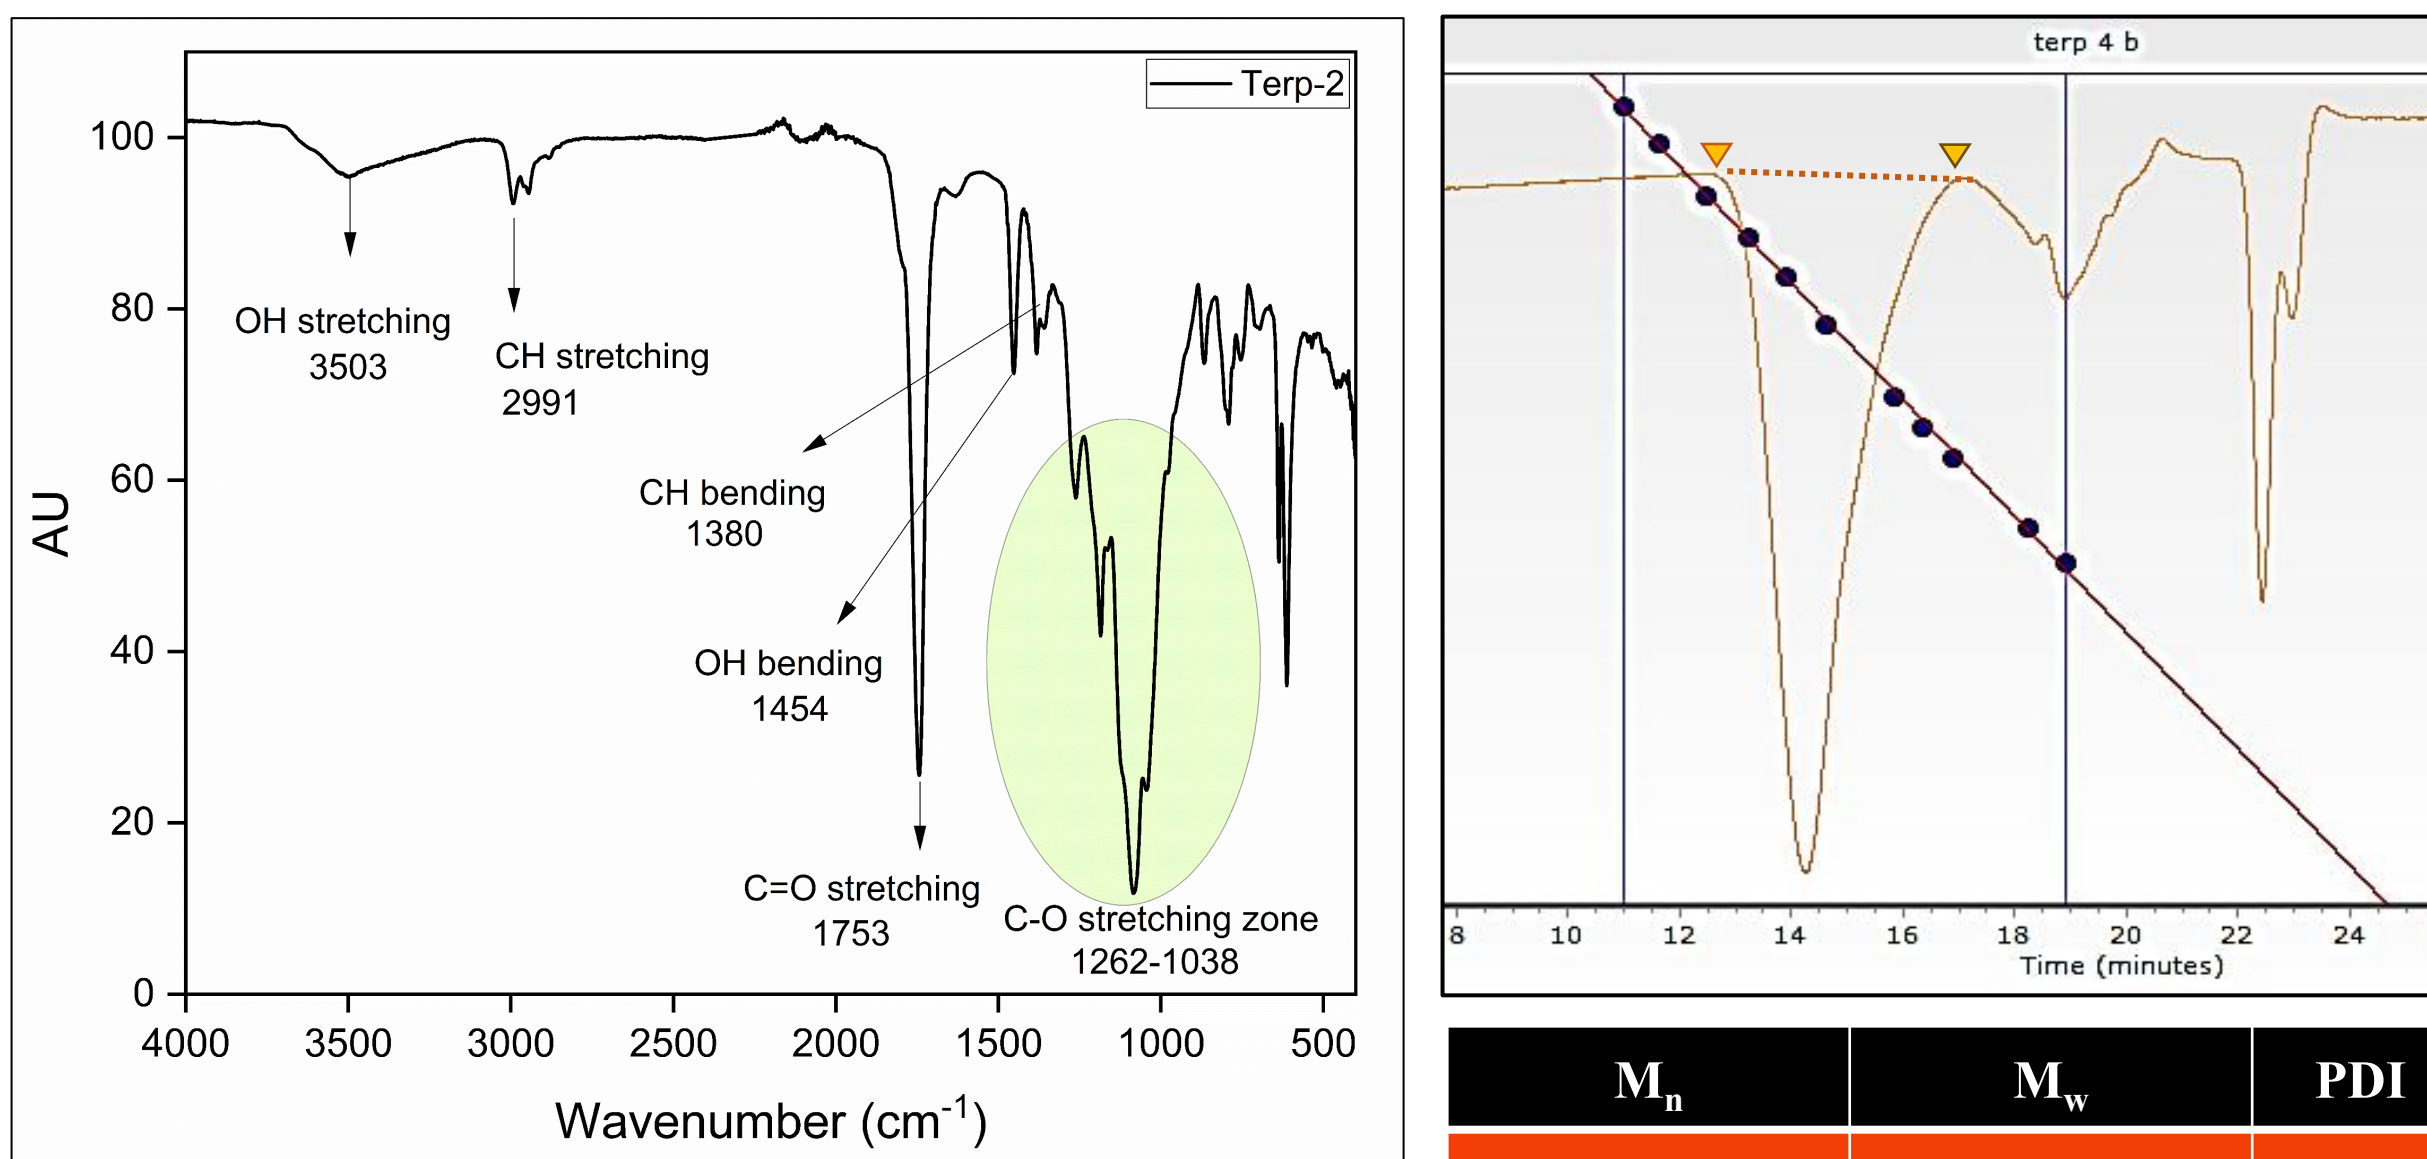 Terp-2
100
80
60
40
20
0
AU
OH stretching
3503
CH stretching
2991
CH bending
1380
OH bending
1454
C=O stretching
1753
C-O stretching zone
1262-1038
4000 3500 3000 2500 2000 1500 1000 500
Wavenumber (cm-1)
terp 4 b
8 10 12 14 16 18 20 22 24
Time (minutes)
Mn Mw PDI